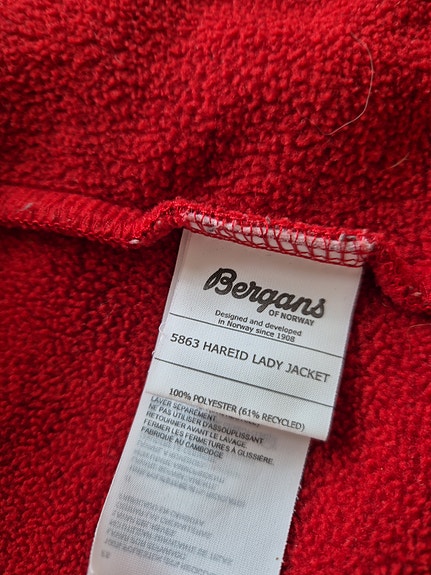 Bergans
OF NORWAY
Designed and developed
in Norway since 1908
5863 HAREID LADY JACKET
100% POLYESTER (61% RECYCLED)
LAVER SEPAREMENT
NE PAS UTILISER D'ASSOUPLISSANT
RETOURNER AVANT LE LAVAGE.
FERMER LES FERMETURES À GLISSIÈRE.
FABRIQUÉ AU CAMBODGE